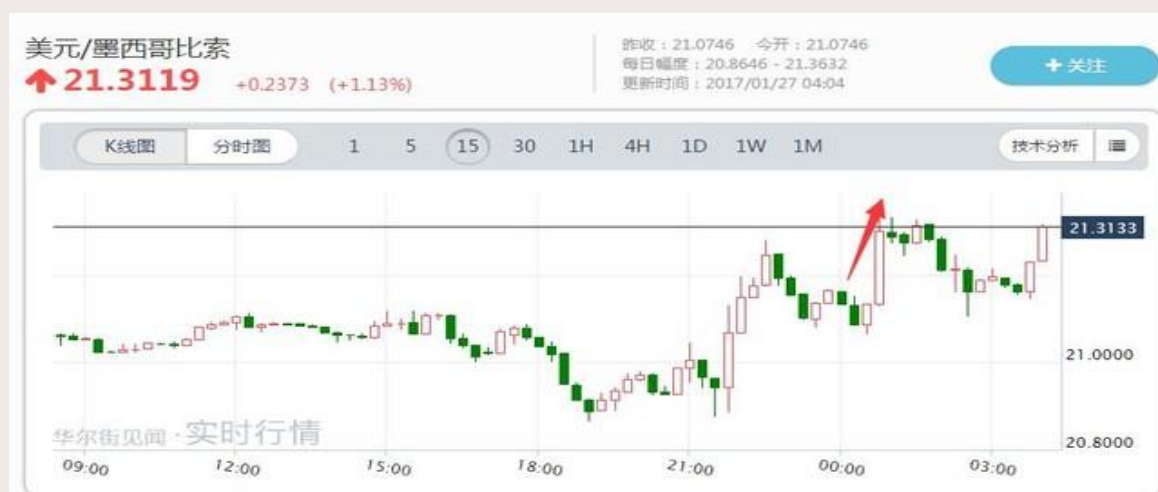 美元/墨西哥比索
21.3119 +0.2373 (+1.13%)
昨收：21.0746 今开：21.0746
每日幅度：20.8646 - 21.3632
更新时间：2017/01/27 04:04
+ 关注
K线图 分时图 1 5 15 30 1H 4H 1D 1W 1M 技术分析
21.3133
21.0000
20.8000
华尔街见闻·实时行情
09:00 12:00 15:00 18:00 21:00 00:00 03:00